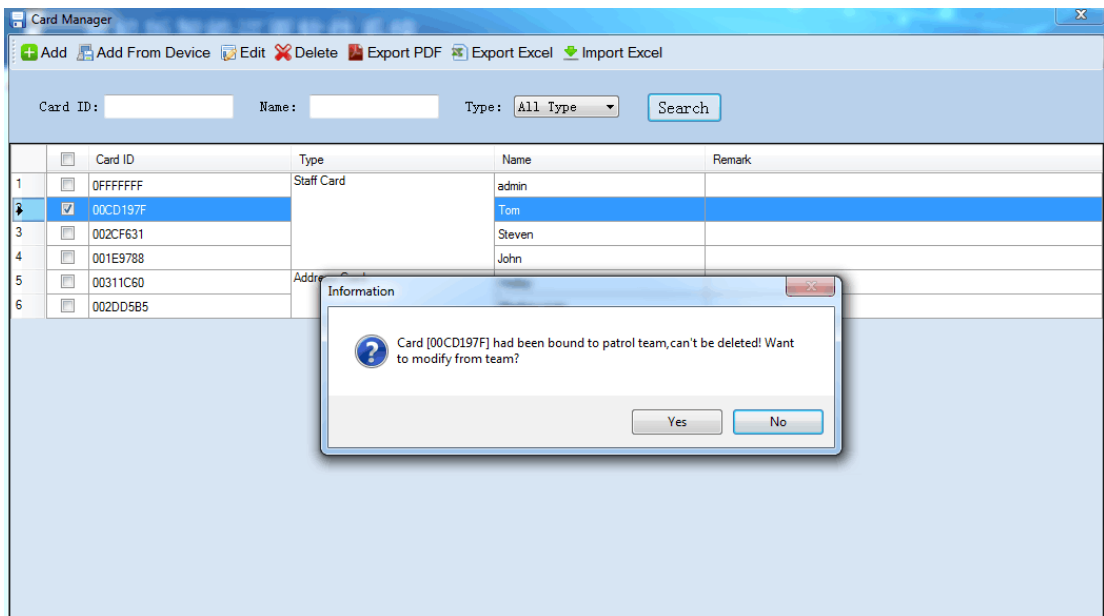 Card Manager
Add Add From Device Edit Delete Export PDF Export Excel Import Excel
Card ID: Name: Type: All Type Search
Card ID Type Name Remark
1 0FFFFFFF Staff Card admin
00CD197F Tom
3 002CF631 Steven
4 001E9788 John
5 00311C60
6 002DD5B5
Information
Card [00CD197F] had been bound to patrol team,can't be deleted! Want
to modify from team?
Yes No